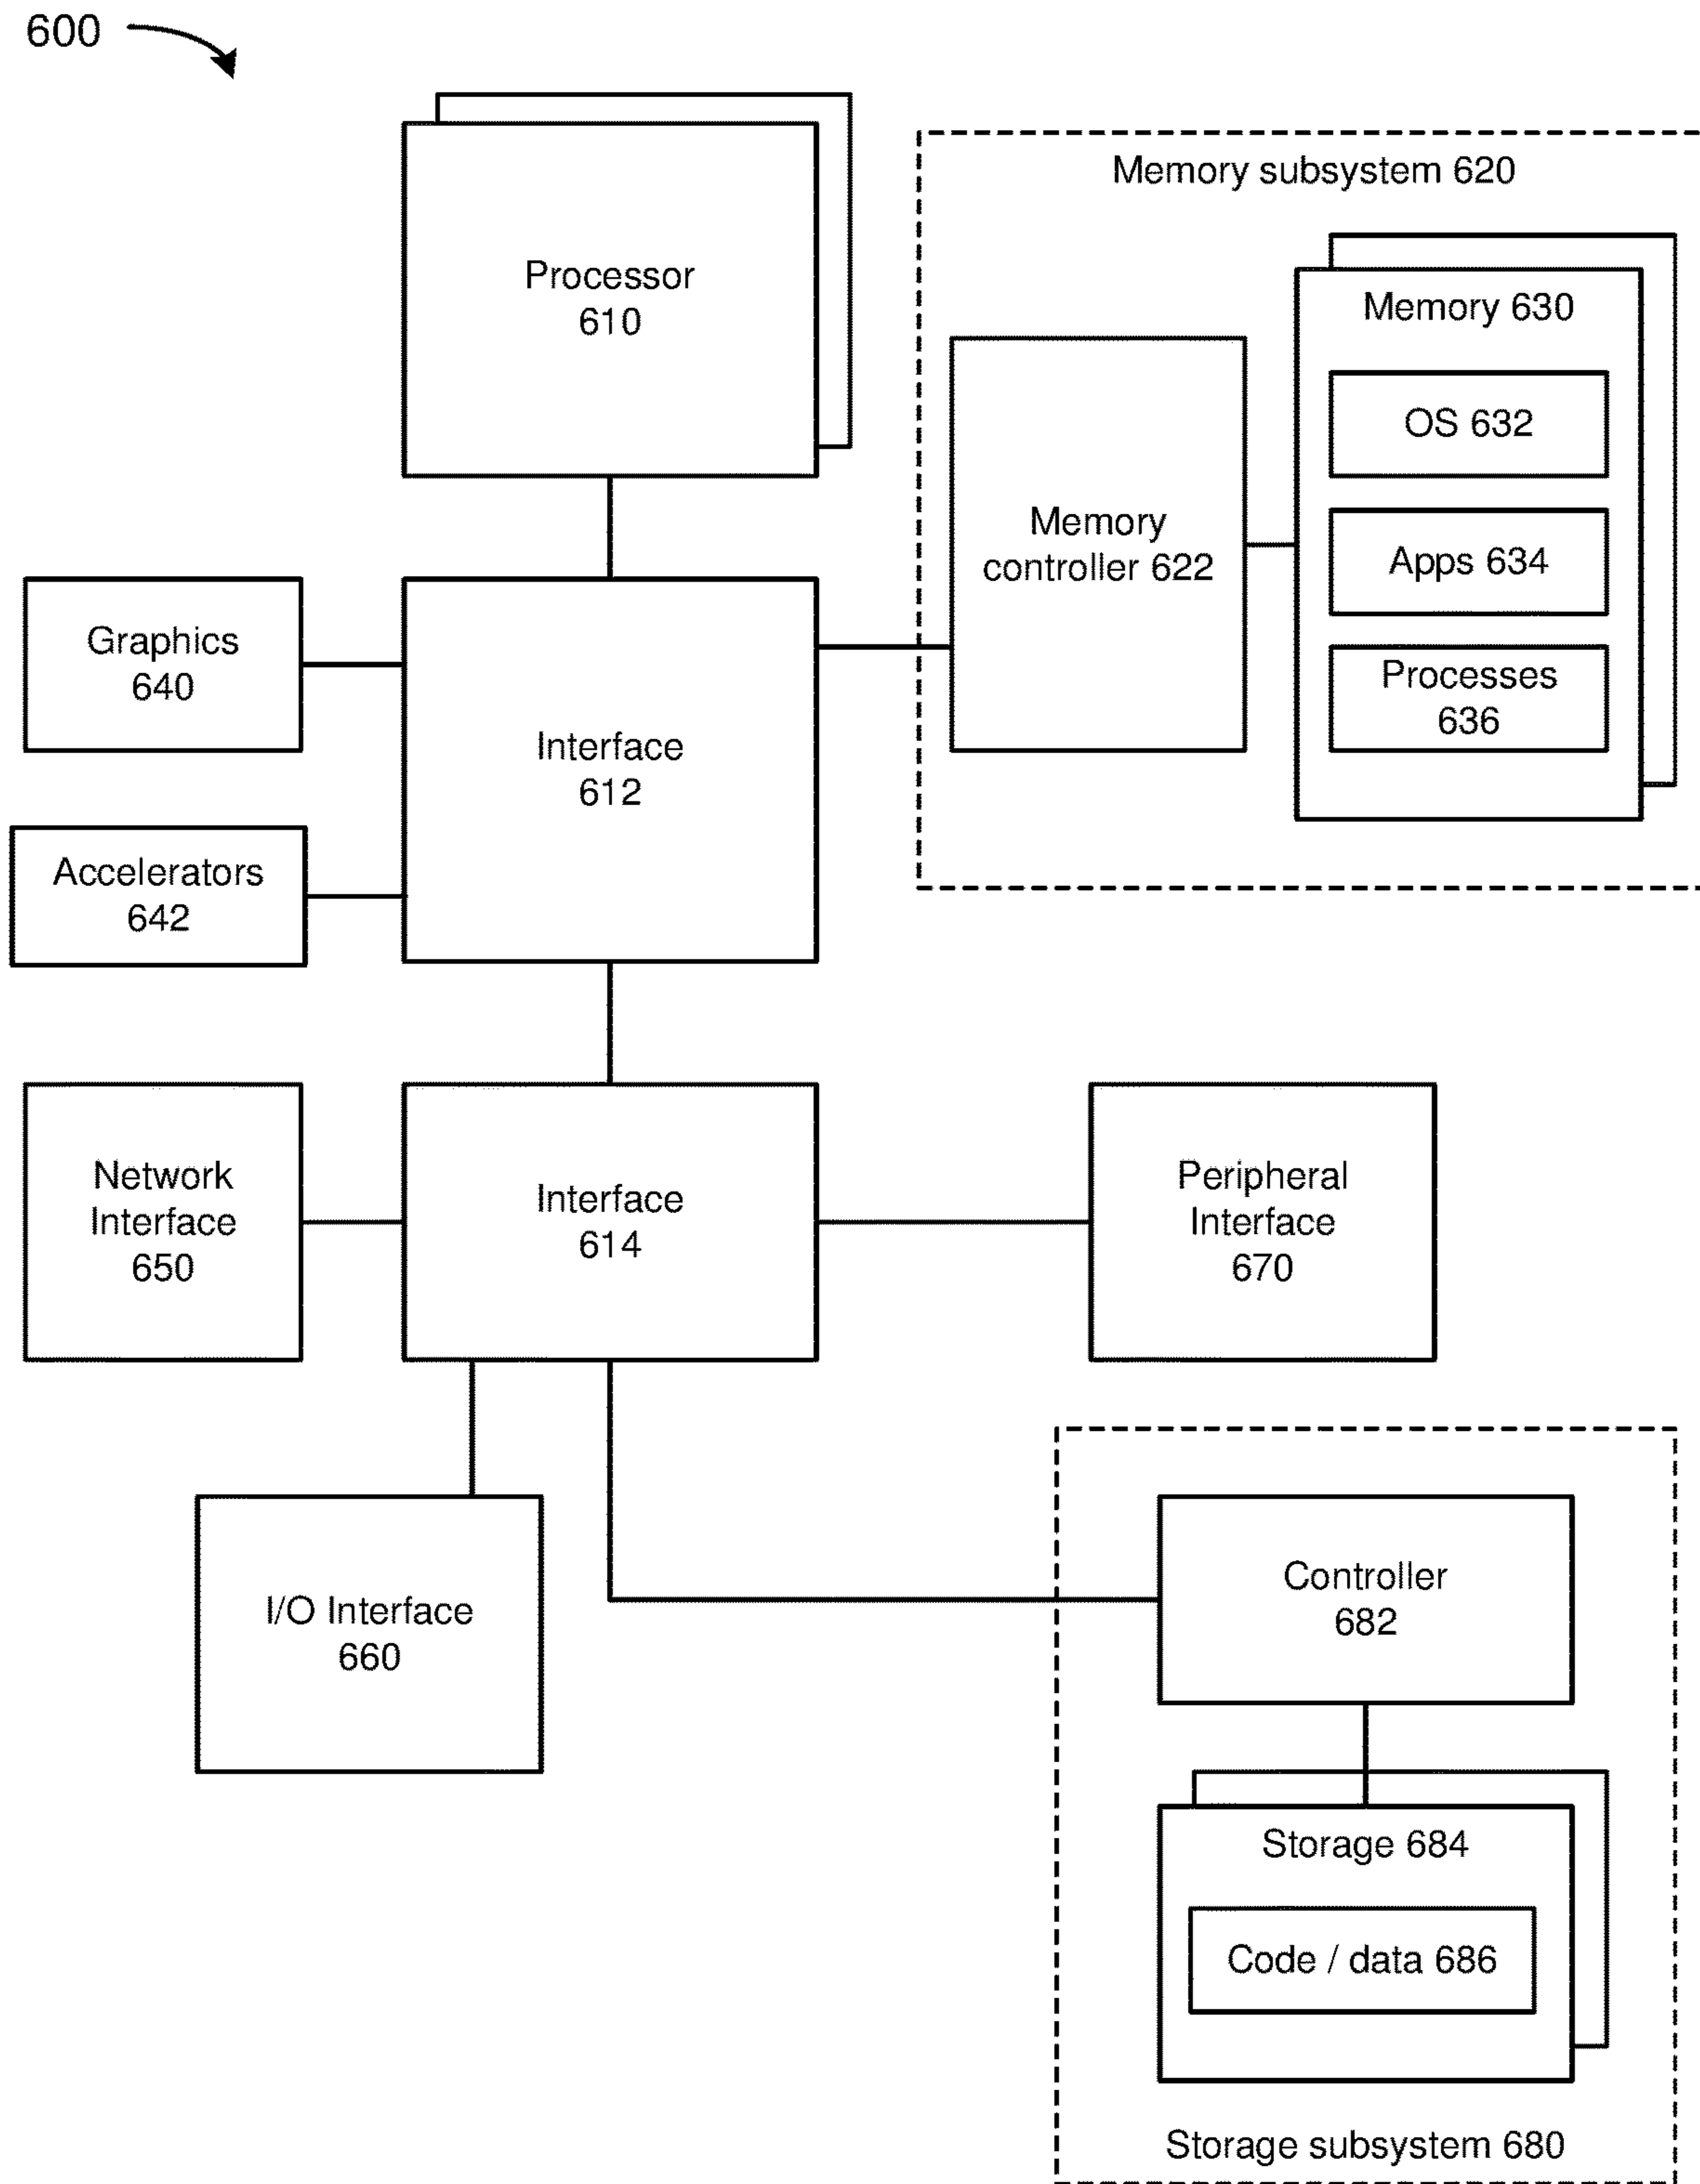 600
Processor
610
Memory subsystem 620
Memory 630
OS 632
Memory
controller 622
Apps 634
Processes
636
Graphics
640
Interface
612
Accelerators
642
Network
Interface
650
Interface
614
Peripheral
Interface
670
I/O Interface
660
Controller
682
Storage 684
Code / data 686
Storage subsystem 680